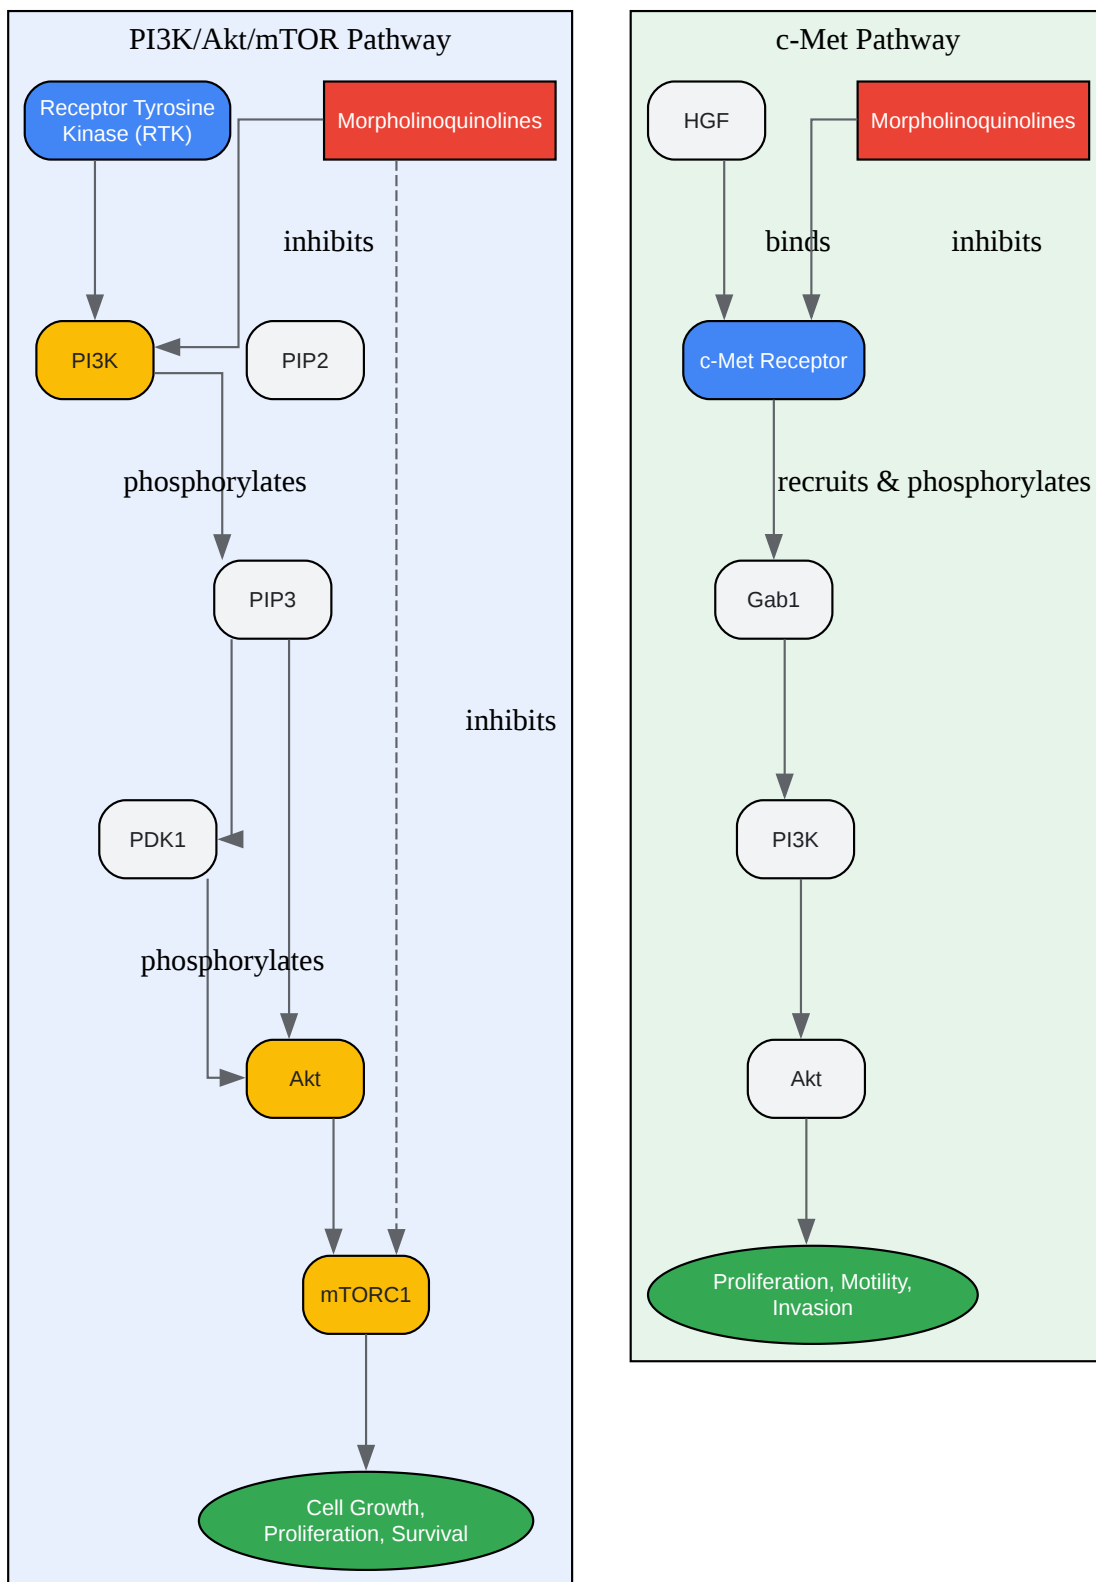 PI3K/Akt/mTOR Pathway
Receptor Tyrosine
Kinase (RTK)
Morpholinoquinolines
inhibits
PI3K
PIP2
phosphorylates
PIP3
inhibits
PDK1
phosphorylates
Akt
mTORC1
Cell Growth,
Proliferation, Survival
c-Met Pathway
HGF
Morpholinoquinolines
binds
inhibits
c-Met Receptor
recruits & phosphorylates
Gab1
PI3K
Akt
Proliferation, Motility,
Invasion